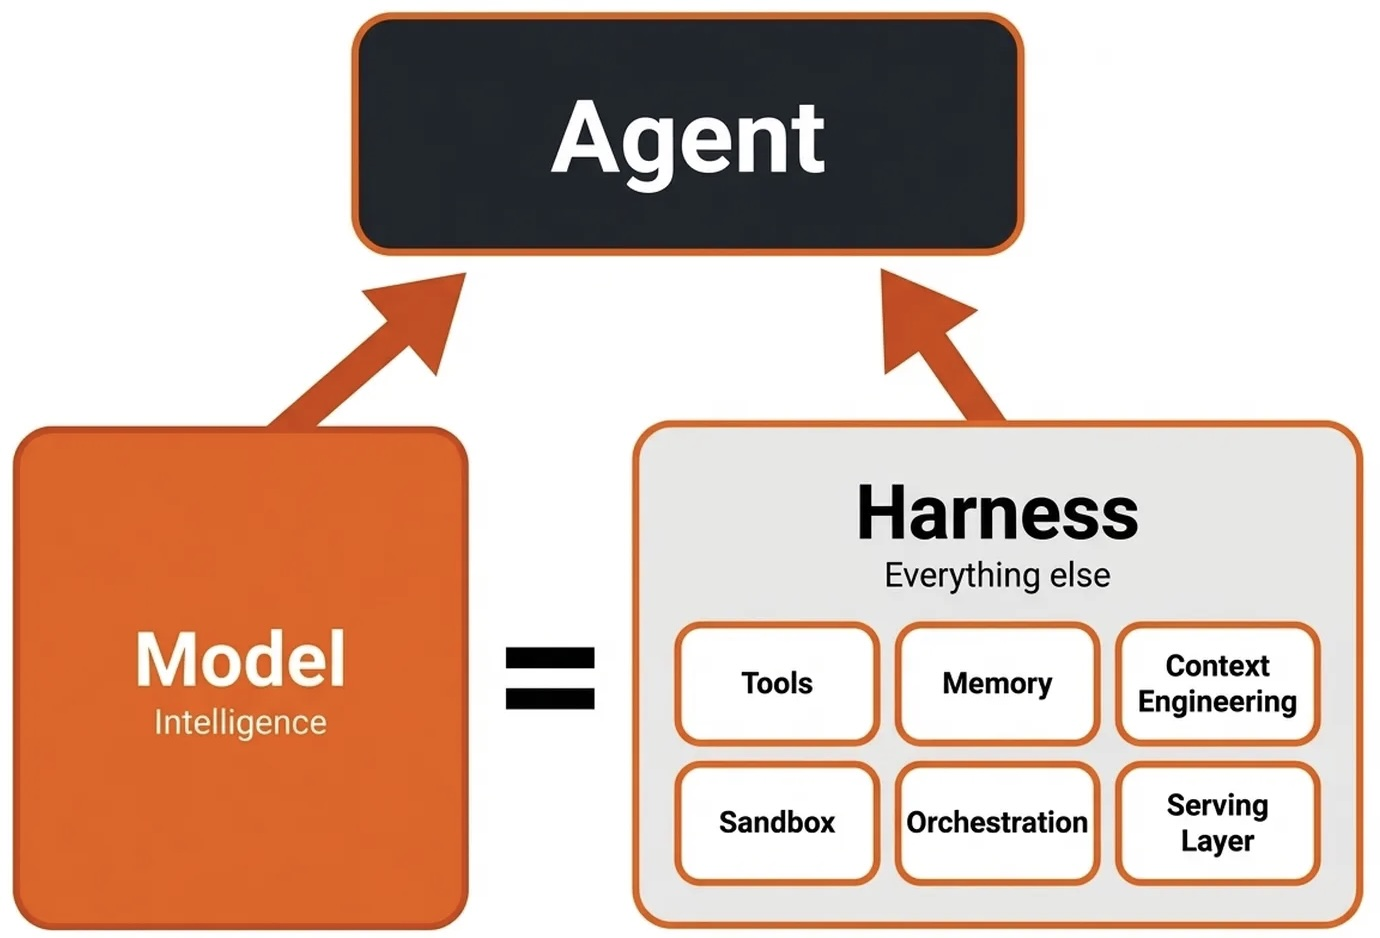 Agent
Model
Intelligence
=
Harness
Everything else
Tools
Memory
Context
Engineering
Sandbox
Orchestration
Serving
Layer